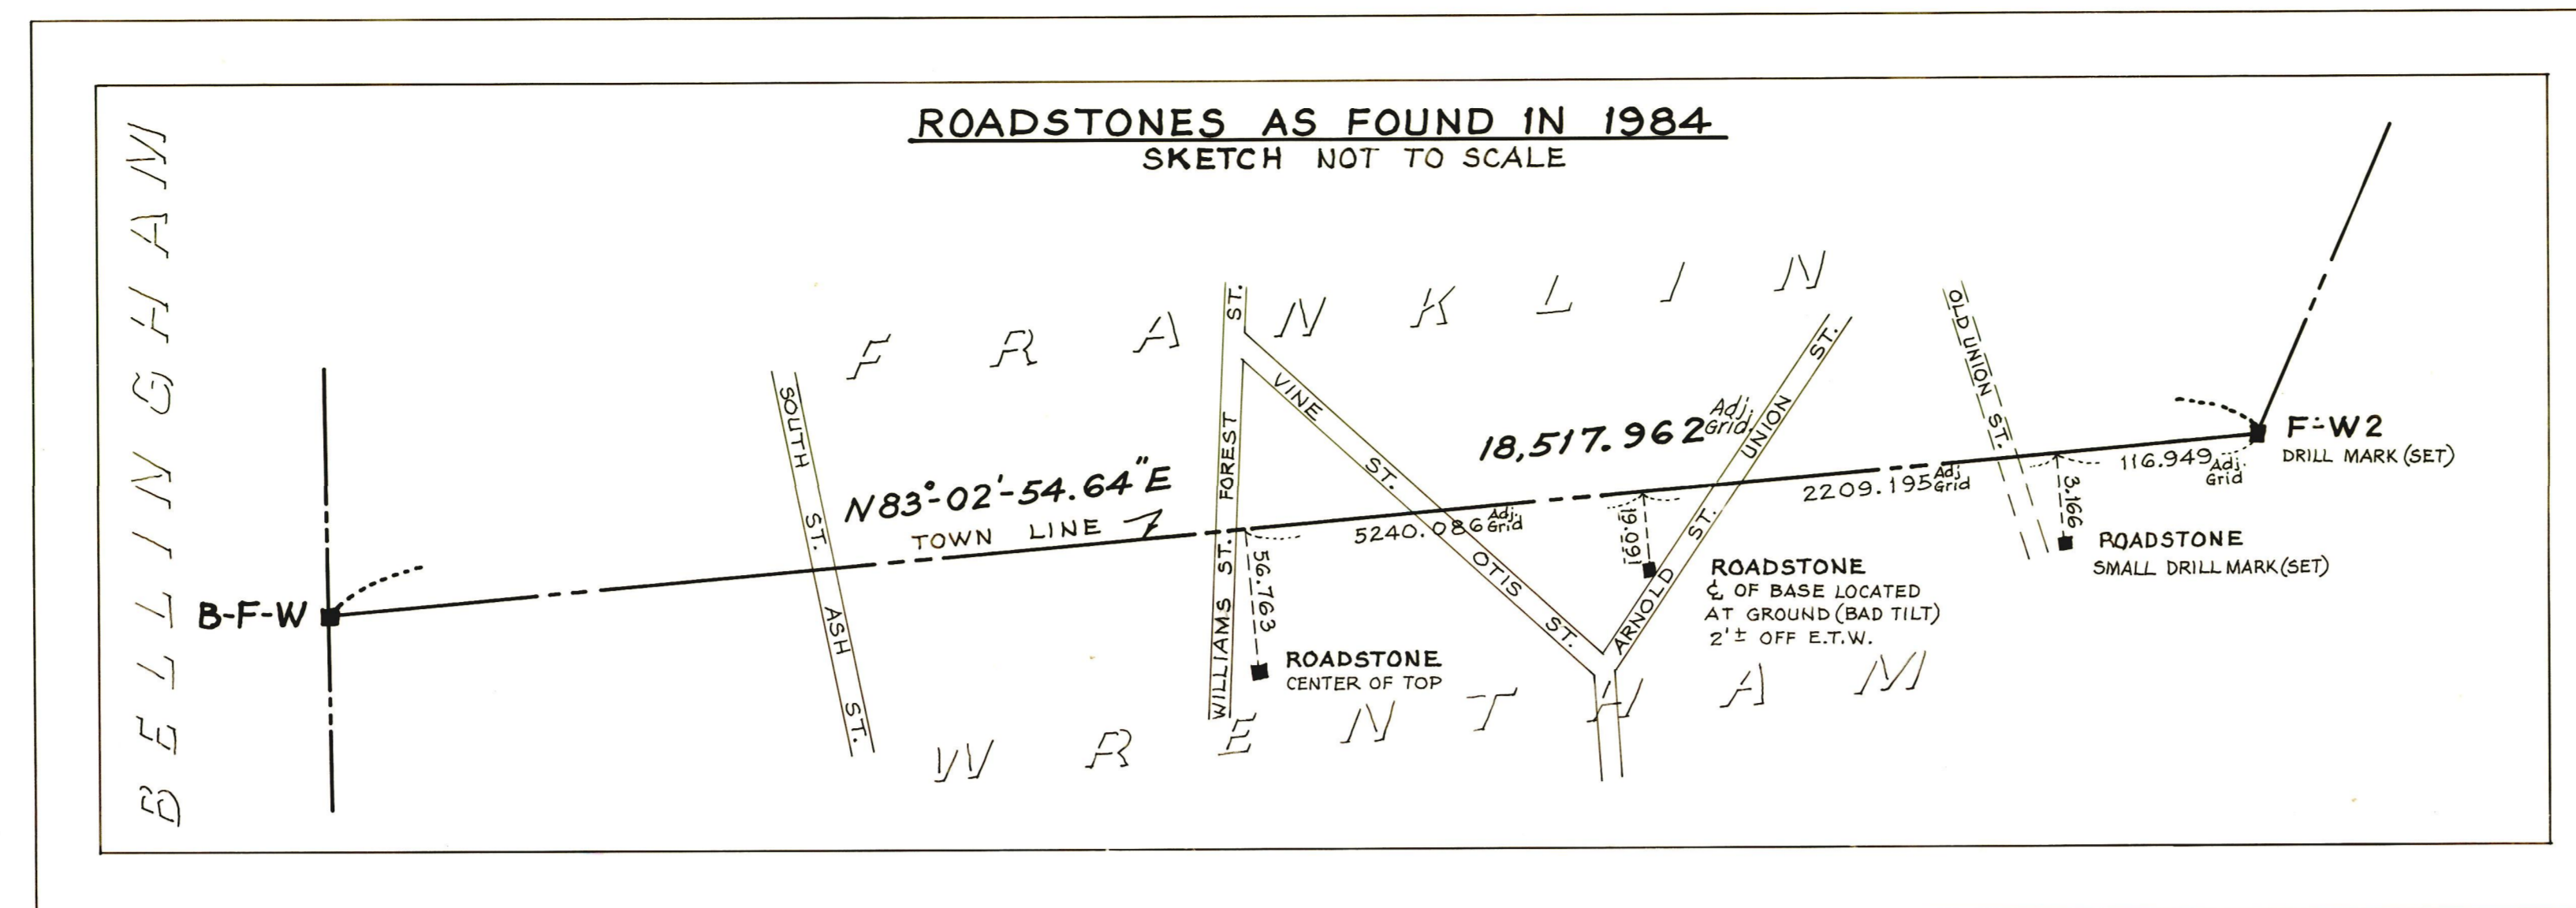 ROADSTONES AS FOUND IN 1984
SKETCH NOT TO SCALE
BELLINGHAM
FRANKLIN
WRENTHAM
B-F-W
SOUTH ST.
ASH ST.
N83°-02'-54.64"E
TOWN LINE
FOREST ST.
WILLIAMS ST.
56.763
ROADSTONE
CENTER OF TOP
VINE ST.
OTIS ST.
5240.086 Adj. Grid
18,517.962 Adj. Grid.
UNION ST.
ARNOLD ST.
19.091
ROADSTONE
℄ OF BASE LOCATED
AT GROUND (BAD TILT)
2'± OFF E.T.W.
2209.195 Adj. Grid
OLD UNION ST.
3.166
116.949 Adj. Grid
ROADSTONE
SMALL DRILL MARK (SET)
F-W2
DRILL MARK (SET)